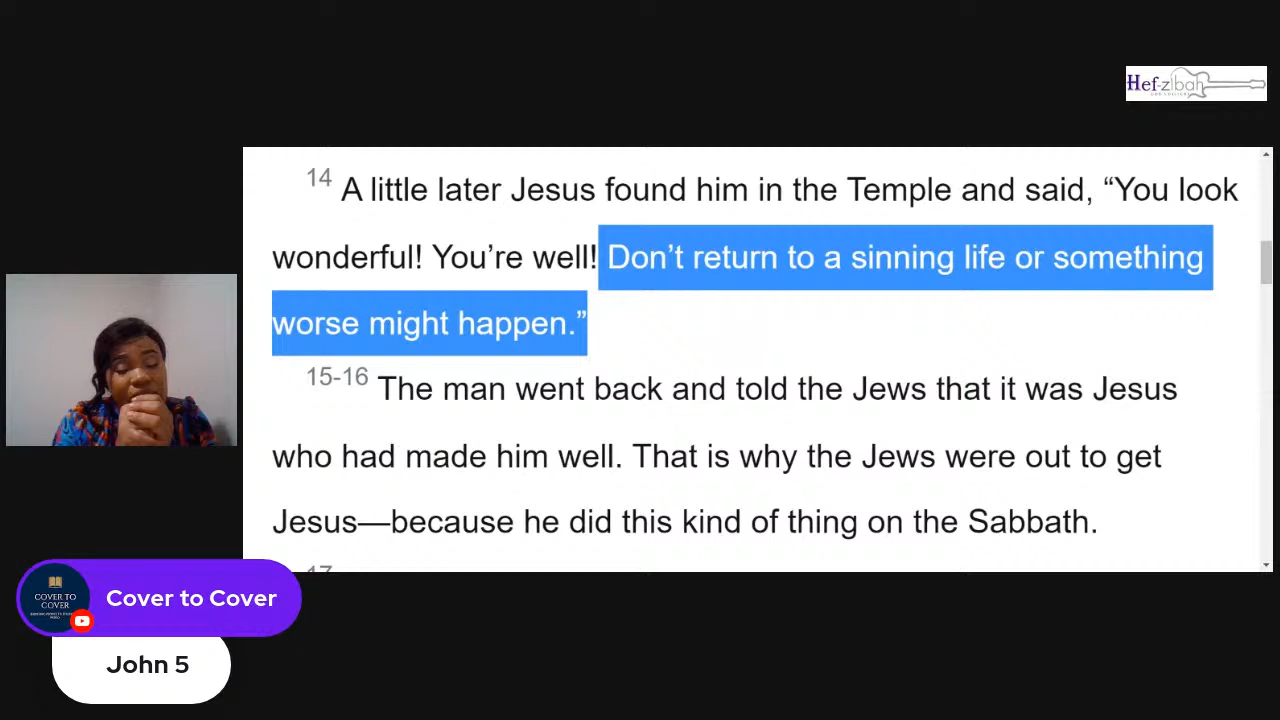 Hef-zibah
14 A little later Jesus found him in the Temple and said, “You look
wonderful! You’re well! Don’t return to a sinning life or something
worse might happen.”
15-16 The man went back and told the Jews that it was Jesus
who had made him well. That is why the Jews were out to get
Jesus—because he did this kind of thing on the Sabbath.
17
COVER TO
COVER
Cover to Cover
John 5